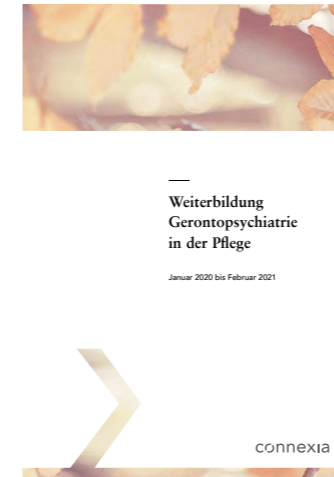 Weiterbildung
Gerontopsychiatrie
in der Pflege
Januar 2020 bis Februar 2021
connexia